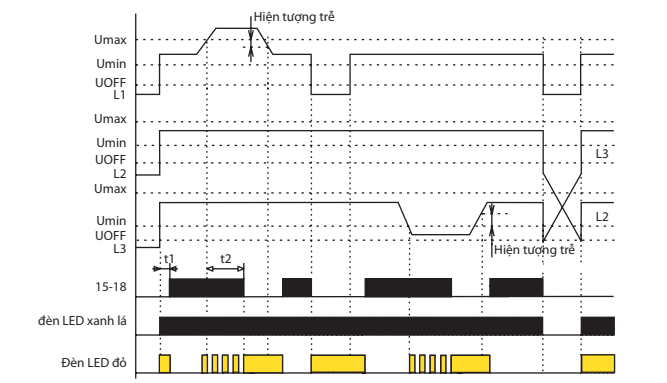 Hiện tượng trễ
Umax
Umin
UOFF
L1
Umax
Umin
UOFF
L2
L3
Umax
Umin
UOFF
L3
L2
Hiện tượng trễ
t1
t2
15-18
đèn LED xanh lá
Đèn LED đỏ